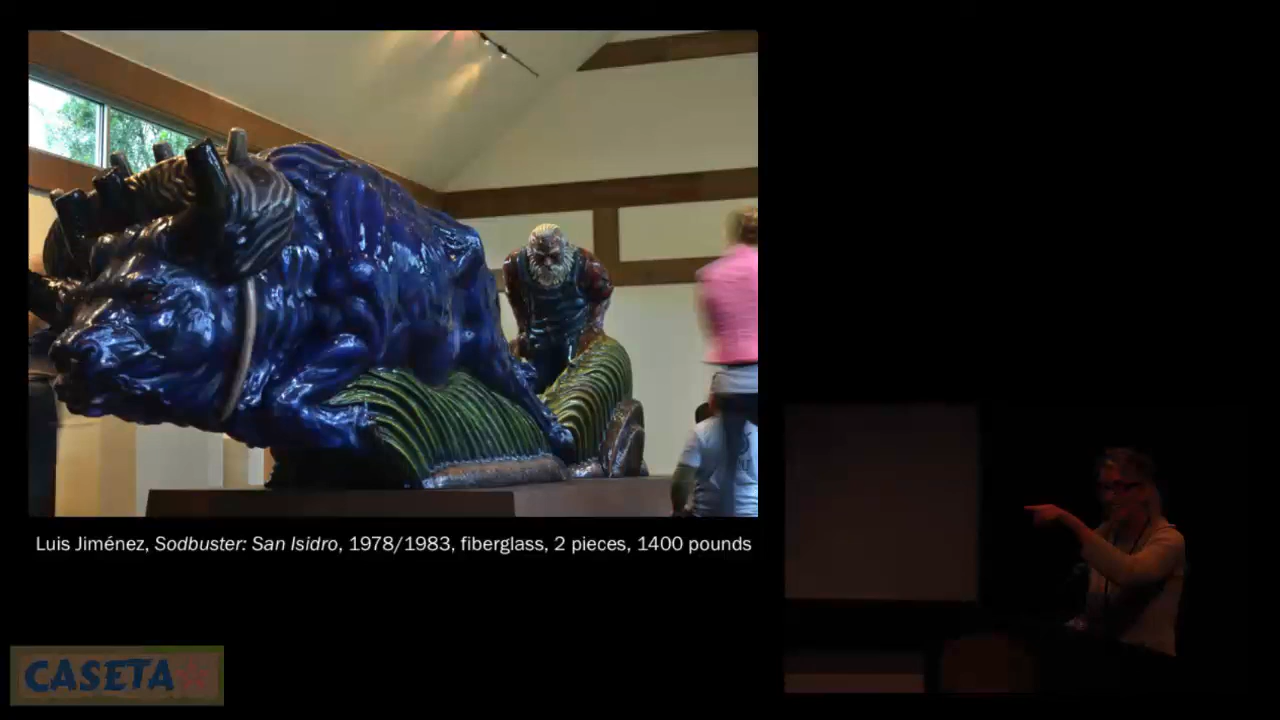 Luis Jiménez, Sodbuster: San Isidro, 1978/1983, fiberglass, 2 pieces, 1400 pounds
CASETA